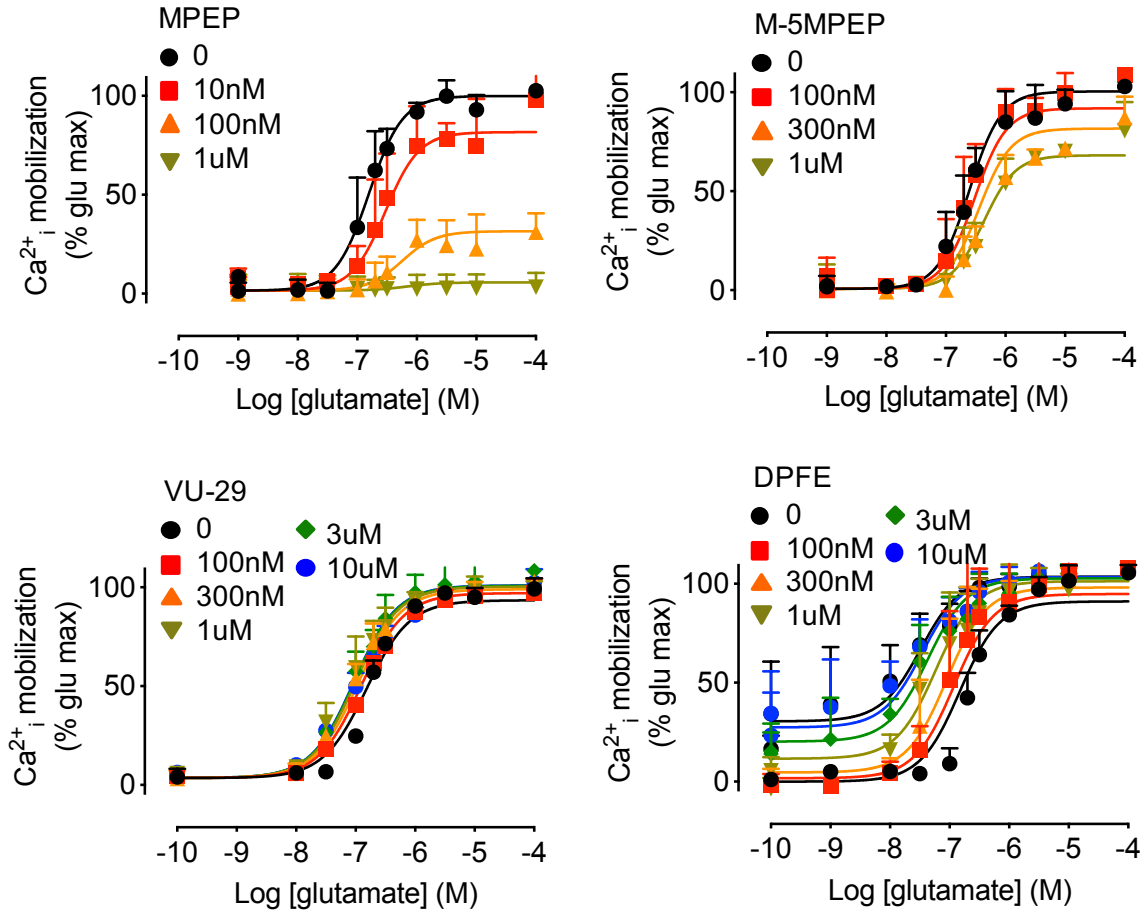 MPEP
0
10nM
100nM
1uM
Ca2+i mobilization
(% glu max)
100
50
0
-10 -9 -8 -7 -6 -5 -4
Log [glutamate] (M)
M-5MPEP
0
100nM
300nM
1uM
Ca2+i mobilization
(% glu max)
100
50
0
-10 -9 -8 -7 -6 -5 -4
Log [glutamate] (M)
VU-29
0
100nM
300nM
1uM
3uM
10uM
Ca2+i mobilization
(% glu max)
100
50
0
-10 -9 -8 -7 -6 -5 -4
Log [glutamate] (M)
DPFE
0
100nM
300nM
1uM
3uM
10uM
Ca2+i mobilization
(% glu max)
100
50
0
-10 -9 -8 -7 -6 -5 -4
Log [glutamate] (M)